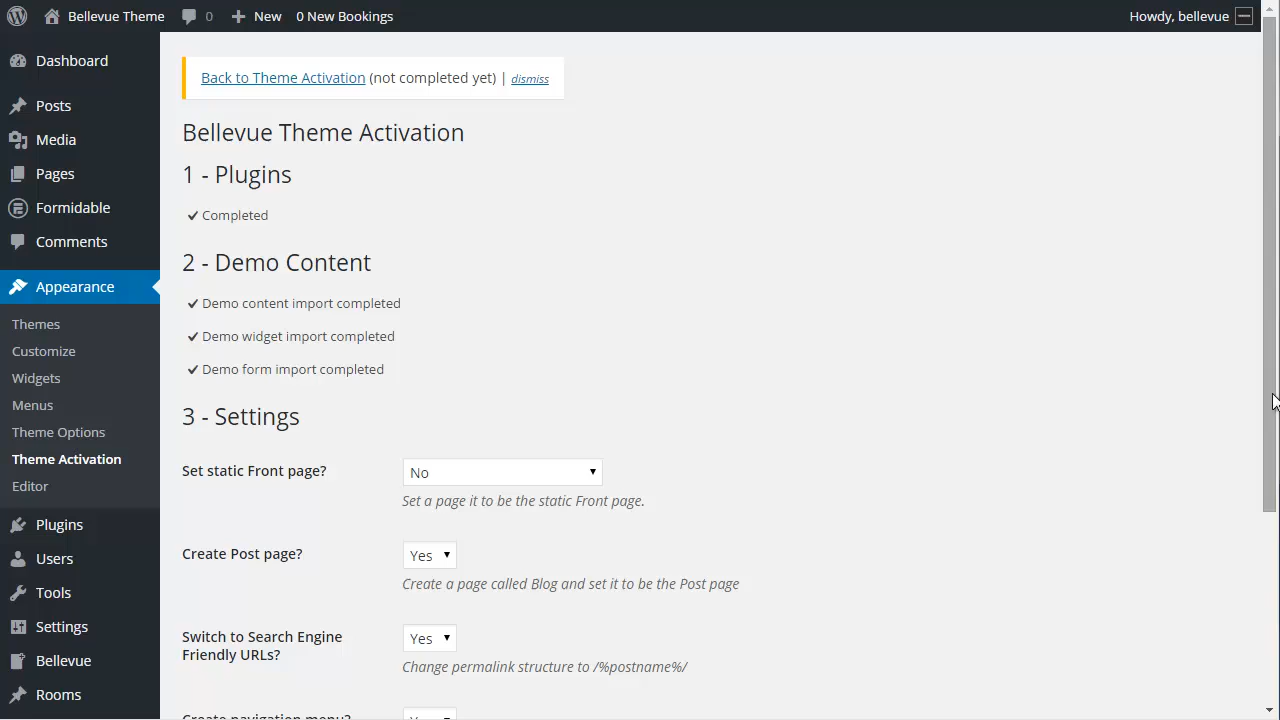 Bellevue Theme 0 New 0 New Bookings Howdy, bellevue
Dashboard
Posts
Media
Pages
Formidable
Comments
Appearance
Themes
Customize
Widgets
Menus
Theme Options
Theme Activation
Editor
Plugins
Users
Tools
Settings
Bellevue
Rooms
Back to Theme Activation (not completed yet) | dismiss
Bellevue Theme Activation
1 - Plugins
Completed
2 - Demo Content
Demo content import completed
Demo widget import completed
Demo form import completed
3 - Settings
Set static Front page? No
Set a page it to be the static Front page.
Create Post page? Yes
Create a page called Blog and set it to be the Post page
Switch to Search Engine
Friendly URLs? Yes
Change permalink structure to /%postname%/
Create navigation menu?